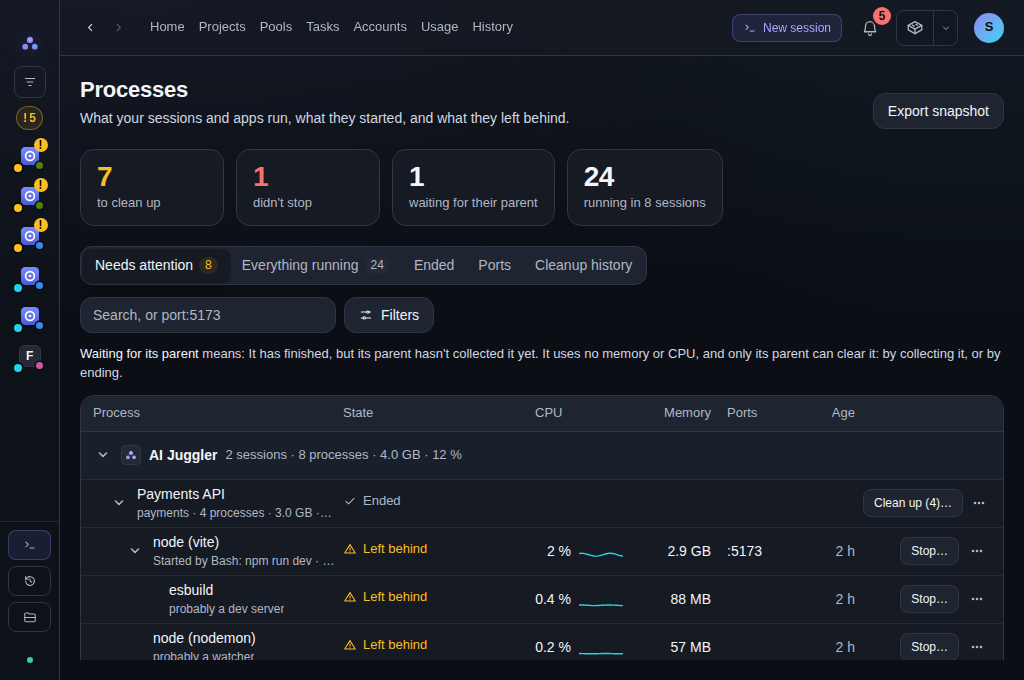 Home Projects Pools Tasks Accounts Usage History
New session
5
S
! 5
!
!
!
F
Processes
What your sessions and apps run, what they started, and what they left behind.
Export snapshot
7
to clean up
1
didn't stop
1
waiting for their parent
24
running in 8 sessions
Needs attention 8 Everything running 24 Ended Ports Cleanup history
Search, or port:5173
Filters
Waiting for its parent means: It has finished, but its parent hasn't collected it yet. It uses no memory or CPU, and only its parent can clear it: by collecting it, or by
ending.
Process State CPU Memory Ports Age
AI Juggler 2 sessions · 8 processes · 4.0 GB · 12 %
Payments API
payments · 4 processes · 3.0 GB ·…
Ended
Clean up (4)…
node (vite)
Started by Bash: npm run dev · …
Left behind 2 % 2.9 GB :5173 2 h Stop…
esbuild
probably a dev server
Left behind 0.4 % 88 MB 2 h Stop…
node (nodemon)
probably a watcher
Left behind 0.2 % 57 MB 2 h Stop…